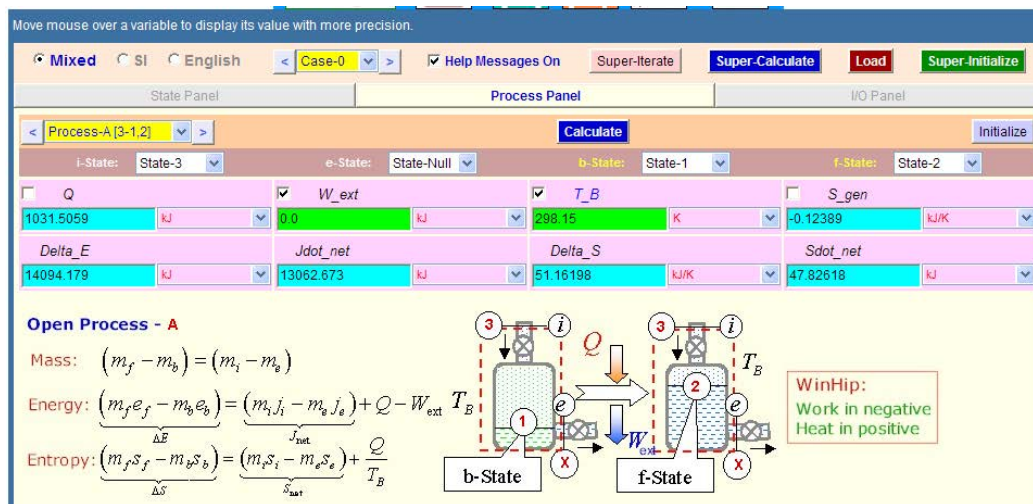 Move mouse over a variable to display its value with more precision.
Mixed SI English < Case-0 > Help Messages On Super-Iterate Super-Calculate Load Super-Initialize
State Panel Process Panel I/O Panel
< Process-A [3-1,2] > Calculate Initialize
i-State: State-3 e-State: State-Null b-State: State-1 f-State: State-2
Q W_ext T_B S_gen
1031.5059 kJ 0.0 kJ 298.15 K -0.12389 kJ/K
Delta_E Jdot_net Delta_S Sdot_net
14094.179 kJ 13062.673 kJ 51.16198 kJ/K 47.82618 kJ
Open Process - A
Mass: (m_f − m_b) = (m_i − m_e)
Energy: (m_f e_f − m_b e_b) = (m_i j_i − m_e j_e) + Q − W_ext
ΔE J_net
Entropy: (m_f s_f − m_b s_b) = (m_i s_i − m_e s_e) + Q/T_B
ΔS S_net
3 i Q 3 i
T_B 1 e W_ext 2 e T_B
X X
b-State f-State
WinHip:
Work in negative
Heat in positive